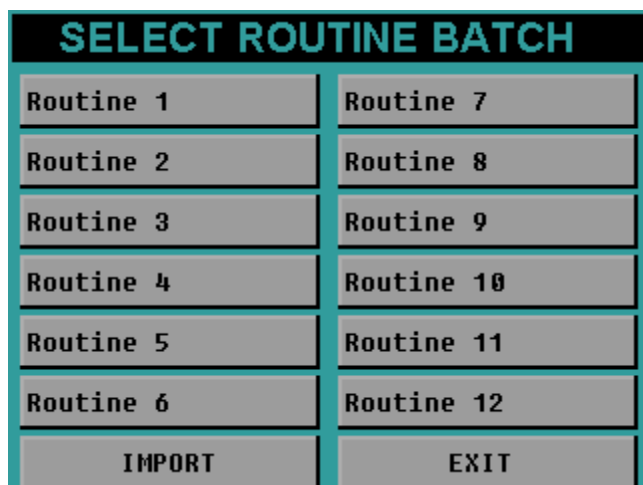 SELECT ROUTINE BATCH
Routine 1
Routine 2
Routine 3
Routine 4
Routine 5
Routine 6
Routine 7
Routine 8
Routine 9
Routine 10
Routine 11
Routine 12
IMPORT
EXIT